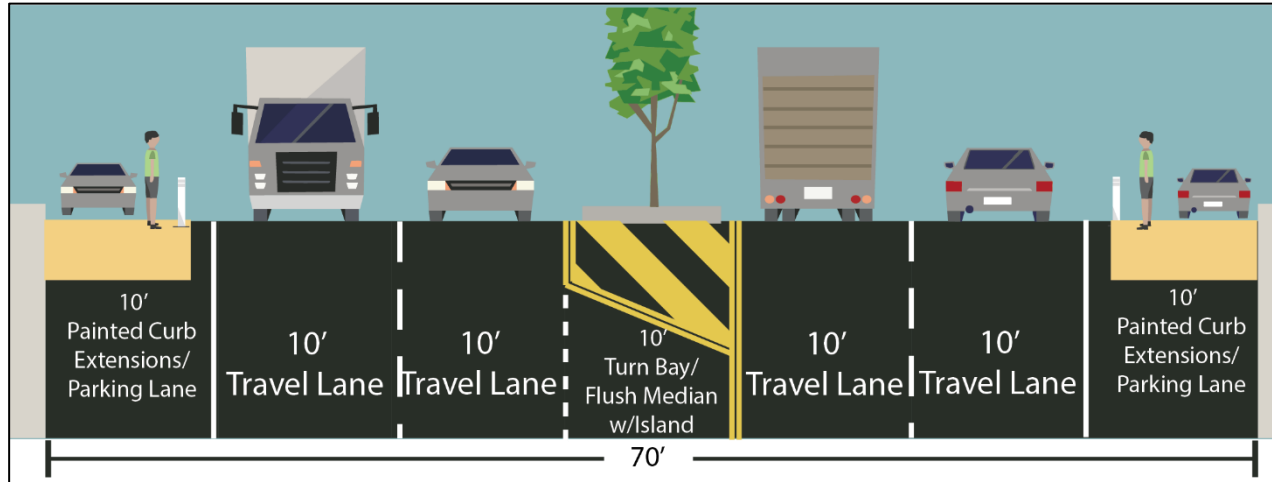 10’
Painted Curb
Extensions/
Parking Lane
10’
Travel Lane
10’
Travel Lane
10’
Turn Bay/
Flush Median
w/Island
10’
Travel Lane
10’
Travel Lane
10’
Painted Curb
Extensions/
Parking Lane
70’